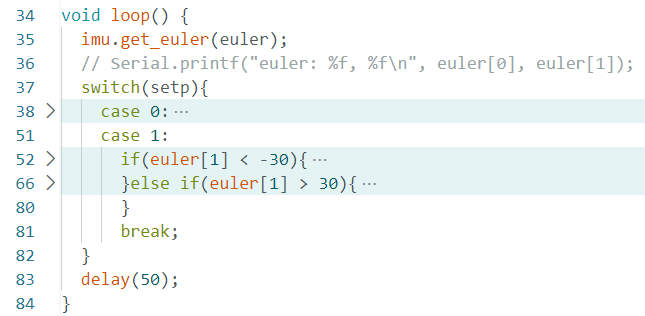 34 void loop() {
35 imu.get_euler(euler);
36 // Serial.printf("euler: %f, %f\n", euler[0], euler[1]);
37 switch(setp){
38 > case 0:···
51 case 1:
52 > if(euler[1] < -30){···
66 > }else if(euler[1] > 30){···
80 }
81 break;
82 }
83 delay(50);
84 }